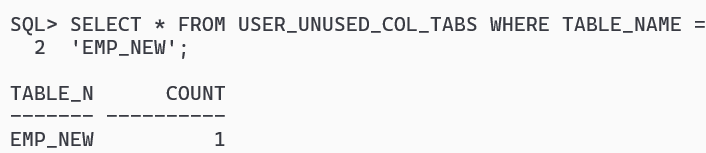 SQL> SELECT * FROM USER_UNUSED_COL_TABS WHERE TABLE_NAME =
  2  'EMP_NEW';

TABLE_N      COUNT
------- ----------
EMP_NEW          1